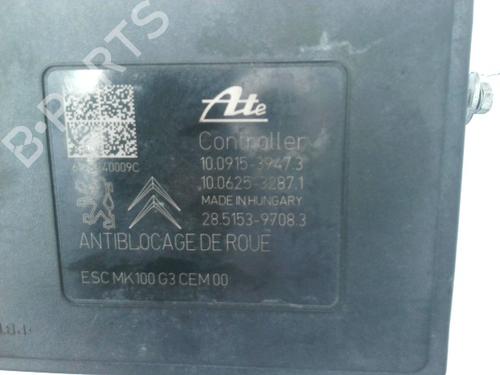 B-PARTS
Ate
Controller
10.0915-3947.3
10.0625-3287.1
MADE IN HUNGARY
28.5153-9708.3
ANTIBLOCAGE DE ROUE
ESC MK100 G3 CEM 00